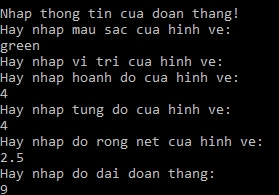 Nhap thong tin cua doan thang!
Hay nhap mau sac cua hinh ve:
green
Hay nhap vi tri cua hinh ve:
Hay nhap hoanh do cua hinh ve:
4
Hay nhap tung do cua hinh ve:
4
Hay nhap do rong net cua hinh ve:
2.5
Hay nhap do dai doan thang:
9